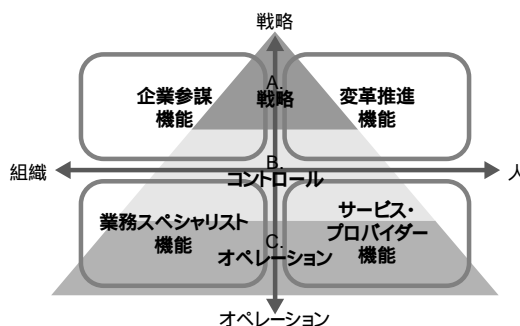 戦略
企業参謀
機能
A.
戦略
変革推進
機能
組織
B.
コントロール
人
業務スペシャリスト
機能
C.
オペレーション
サービス・
プロバイダー
機能
オペレーション